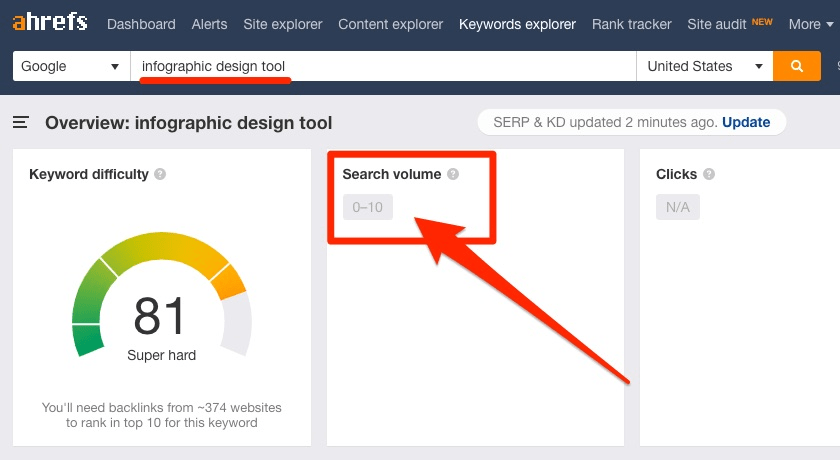 ahrefs Dashboard Alerts Site explorer Content explorer Keywords explorer Rank tracker Site audit NEW More
Google infographic design tool United States
Overview: infographic design tool SERP & KD updated 2 minutes ago. Update
Keyword difficulty ? Search volume ? Clicks ?
0–10 N/A
81
Super hard
You'll need backlinks from ~374 websites
to rank in top 10 for this keyword